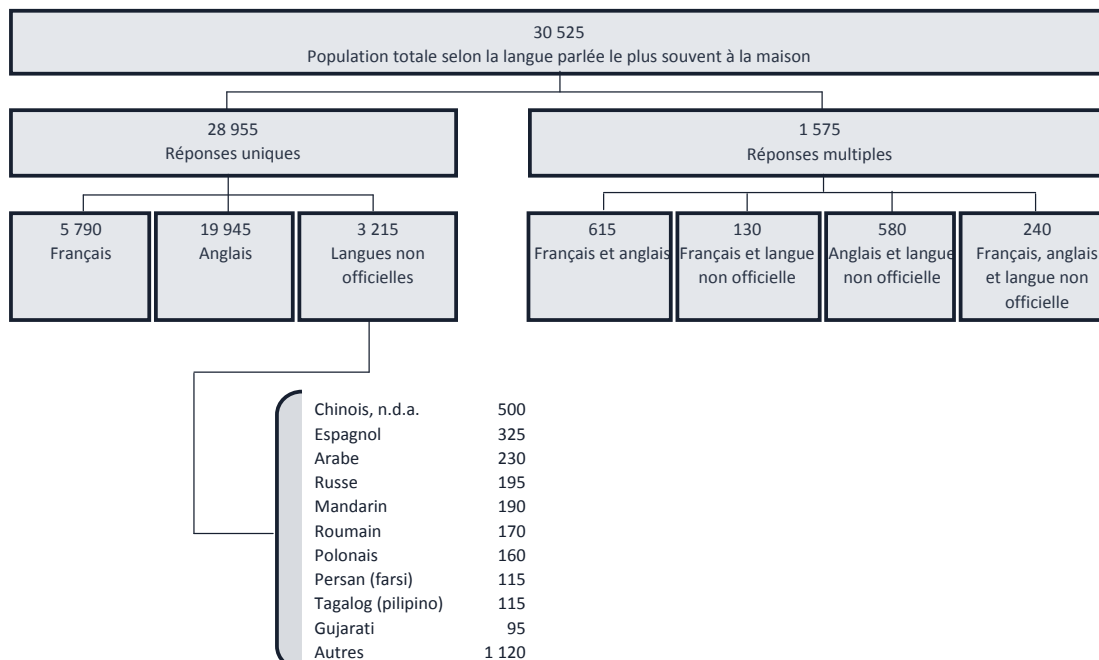 30 525
Population totale selon la langue parlée le plus souvent à la maison
28 955
Réponses uniques
1 575
Réponses multiples
5 790
Français
19 945
Anglais
3 215
Langues non
officielles
615
Français et anglais
130
Français et langue
non officielle
580
Anglais et langue
non officielle
240
Français, anglais
et langue non
officielle
Chinois, n.d.a. 500
Espagnol 325
Arabe 230
Russe 195
Mandarin 190
Roumain 170
Polonais 160
Persan (farsi) 115
Tagalog (pilipino) 115
Gujarati 95
Autres 1 120